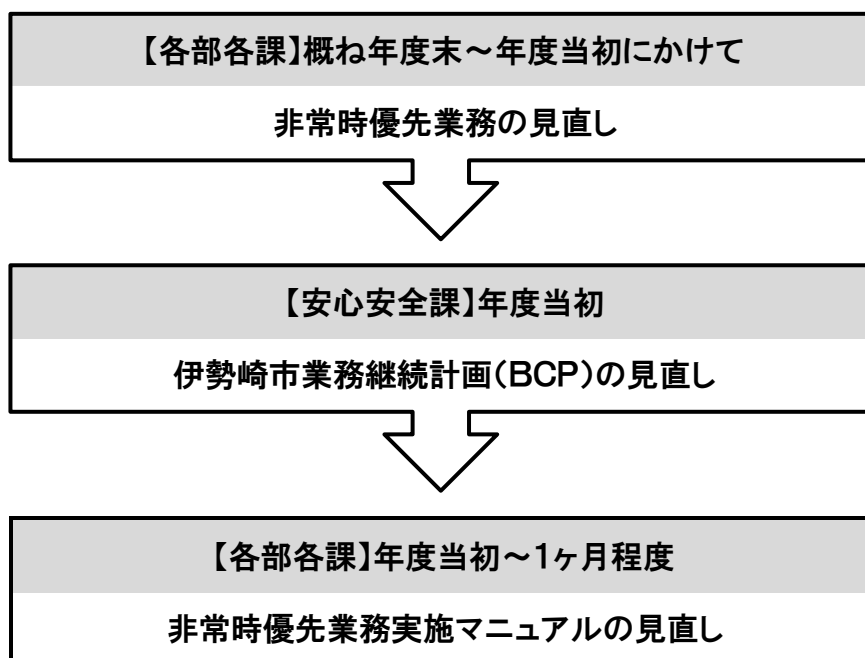 【各部各課】概ね年度末～年度当初にかけて
非常時優先業務の見直し
【安心安全課】年度当初
伊勢崎市業務継続計画(BCP)の見直し
【各部各課】年度当初～1ヶ月程度
非常時優先業務実施マニュアルの見直し